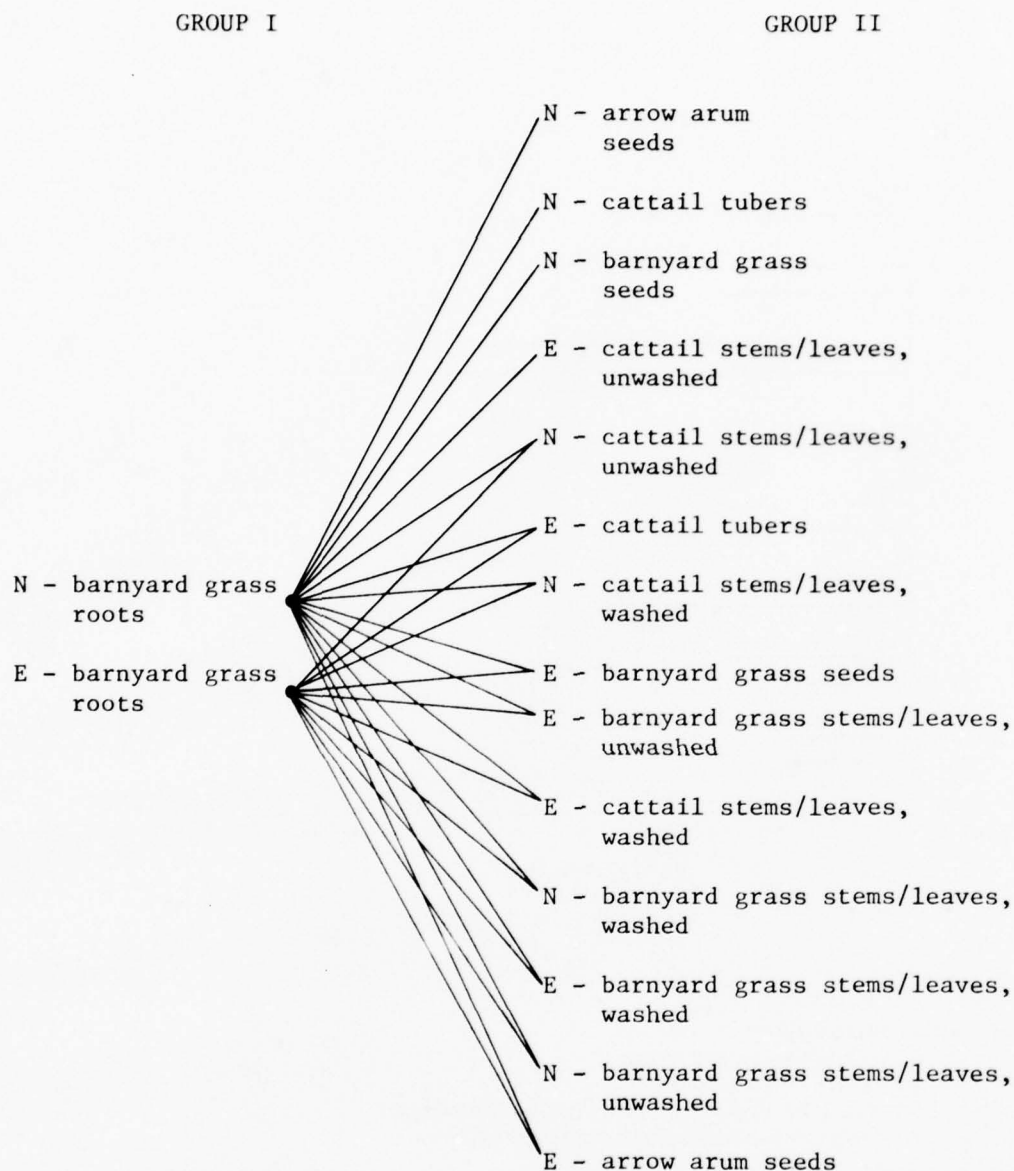 GROUP I
GROUP II
N - arrow arum
seeds
N - cattail tubers
N - barnyard grass
seeds
E - cattail stems/leaves,
unwashed
N - cattail stems/leaves,
unwashed
E - cattail tubers
N - barnyard grass
roots
N - cattail stems/leaves,
washed
E - barnyard grass
roots
E - barnyard grass seeds
E - barnyard grass stems/leaves,
unwashed
E - cattail stems/leaves,
washed
N - barnyard grass stems/leaves,
washed
E - barnyard grass stems/leaves,
washed
N - barnyard grass stems/leaves,
unwashed
E - arrow arum seeds